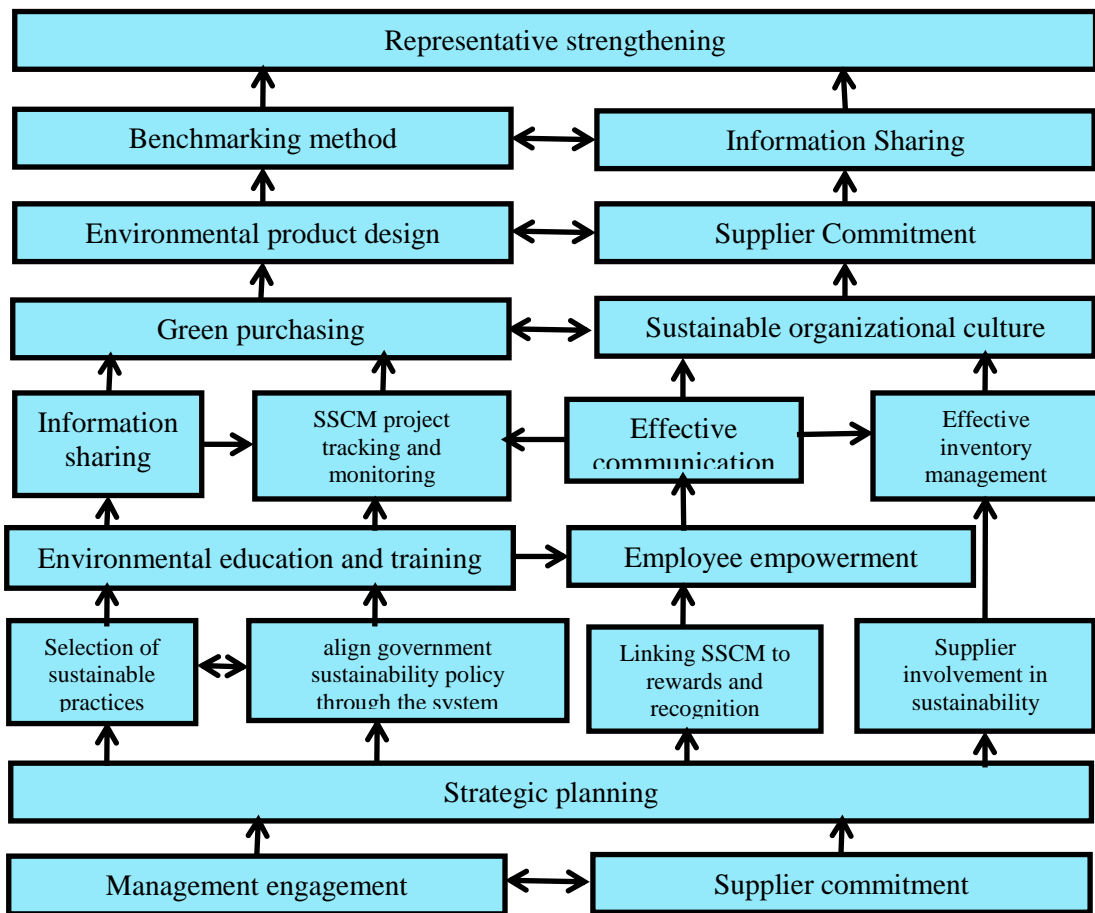 Representative strengthening
Benchmarking method
Information Sharing
Environmental product design
Supplier Commitment
Green purchasing
Sustainable organizational culture
Information
sharing
SSCM project
tracking and
monitoring
Effective
communication
Effective
inventory
management
Environmental education and training
Employee empowerment
Selection of
sustainable
practices
align government
sustainability policy
through the system
Linking SSCM to
rewards and
recognition
Supplier
involvement in
sustainability
Strategic planning
Management engagement
Supplier commitment